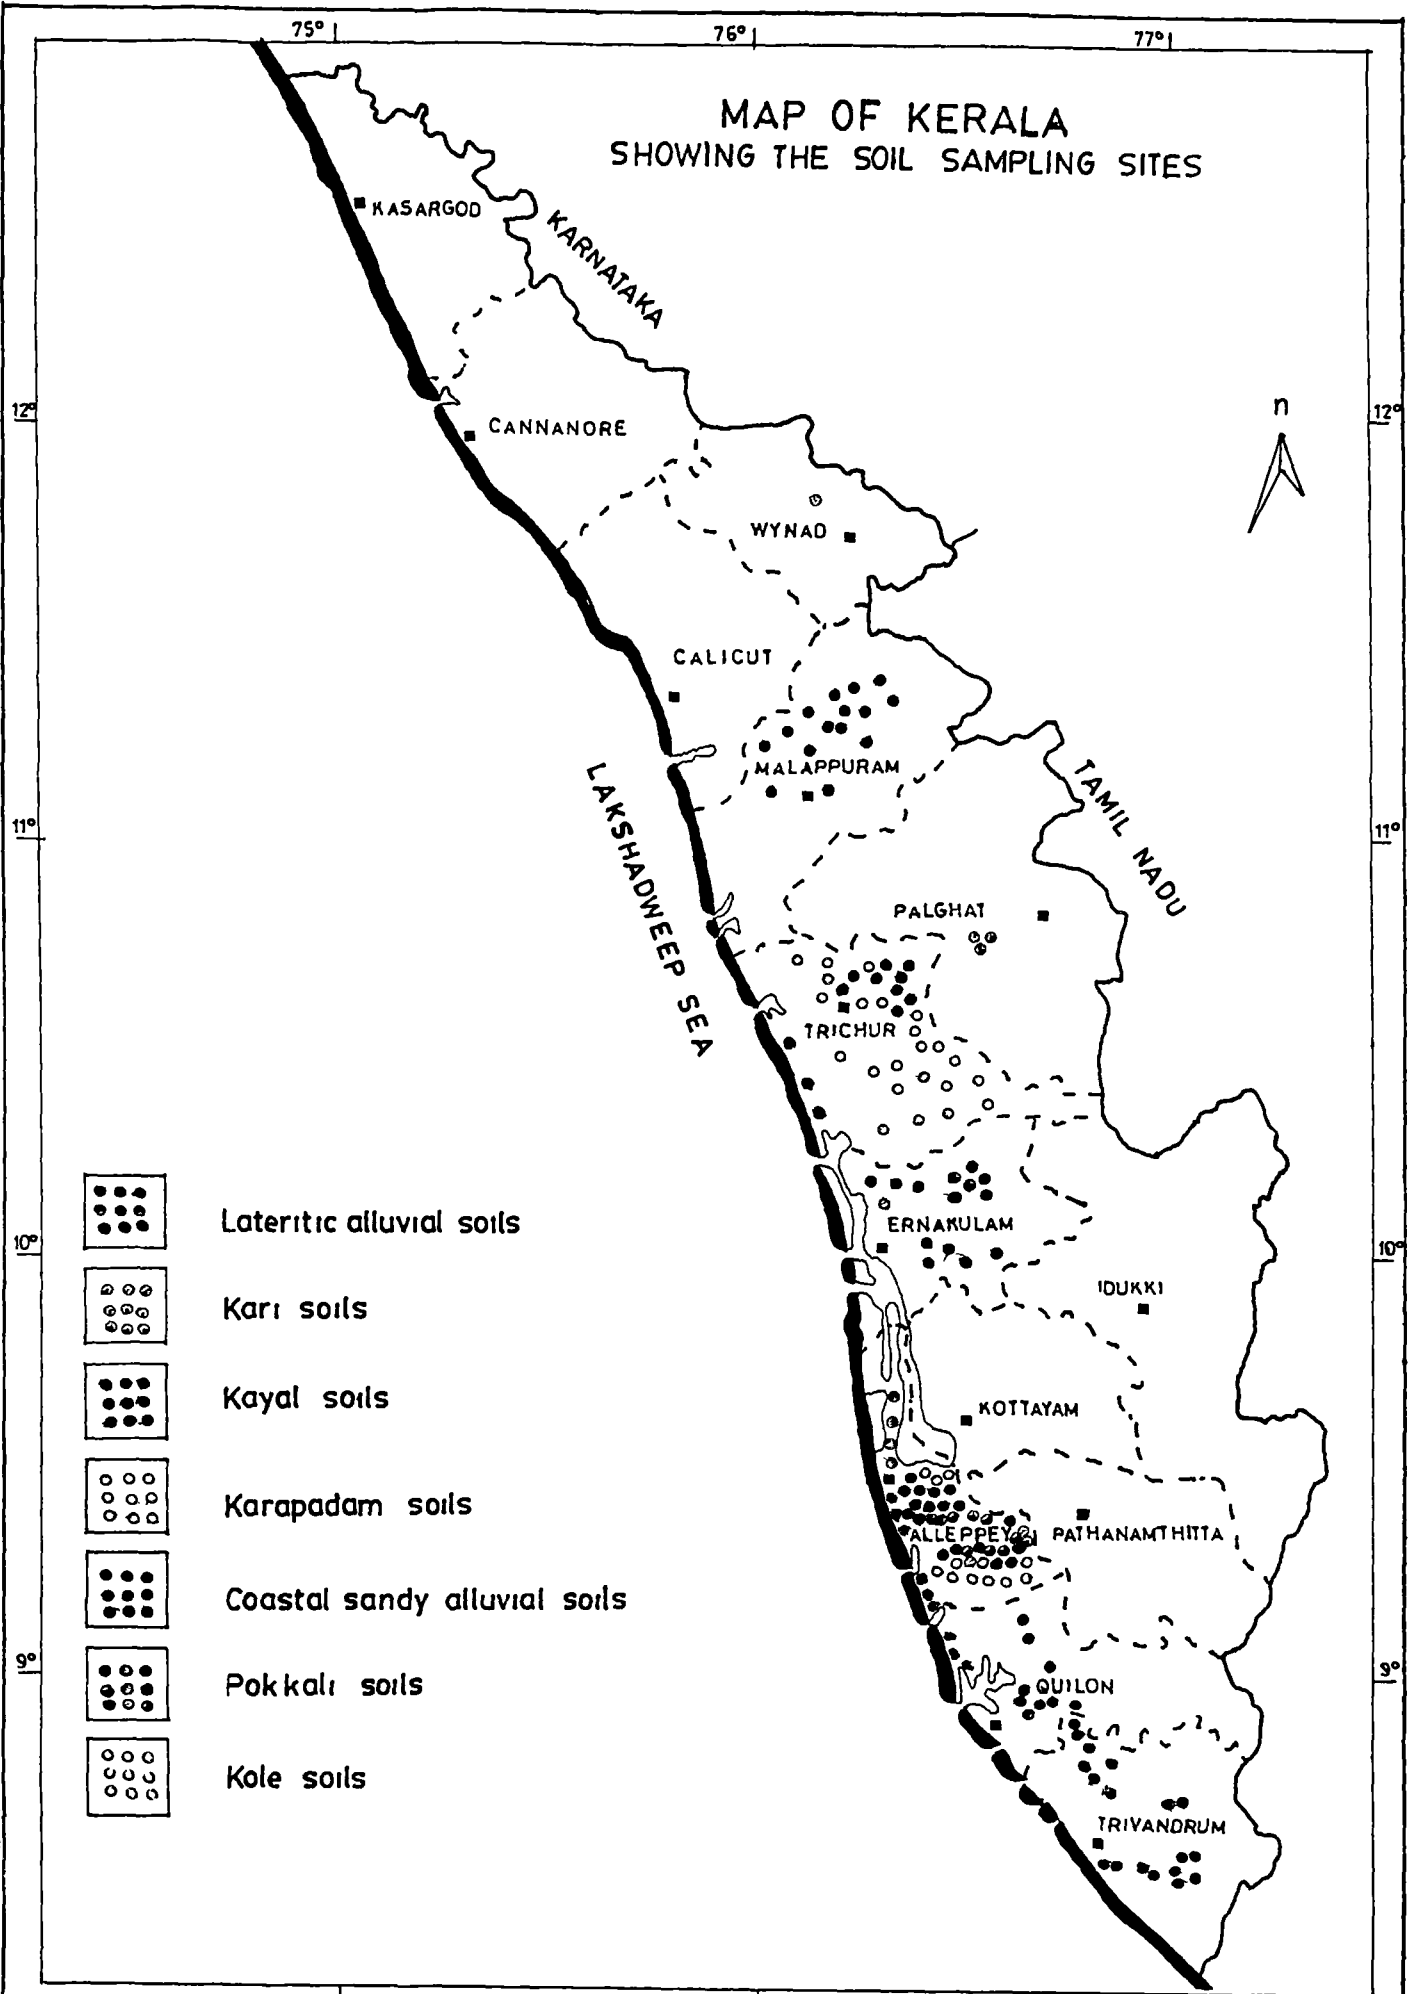 75° 76° 77°
MAP OF KERALA
SHOWING THE SOIL SAMPLING SITES
KASARGOD
KARNATAKA
12° 12°
n
CANNANORE
WYNAD
CALICUT
MALAPPURAM
TAMIL NADU
LAKSHADWEEP SEA
11° 11°
PALGHAT
TRICHUR
ERNAKULAM
10° 10°
IDUKKI
KOTTAYAM
ALLEPPEY
PATHANAMTHITTA
9° 9°
QUILON
TRIVANDRUM
Lateritic alluvial soils
Kari soils
Kayal soils
Karapadam soils
Coastal sandy alluvial soils
Pokkali soils
Kole soils